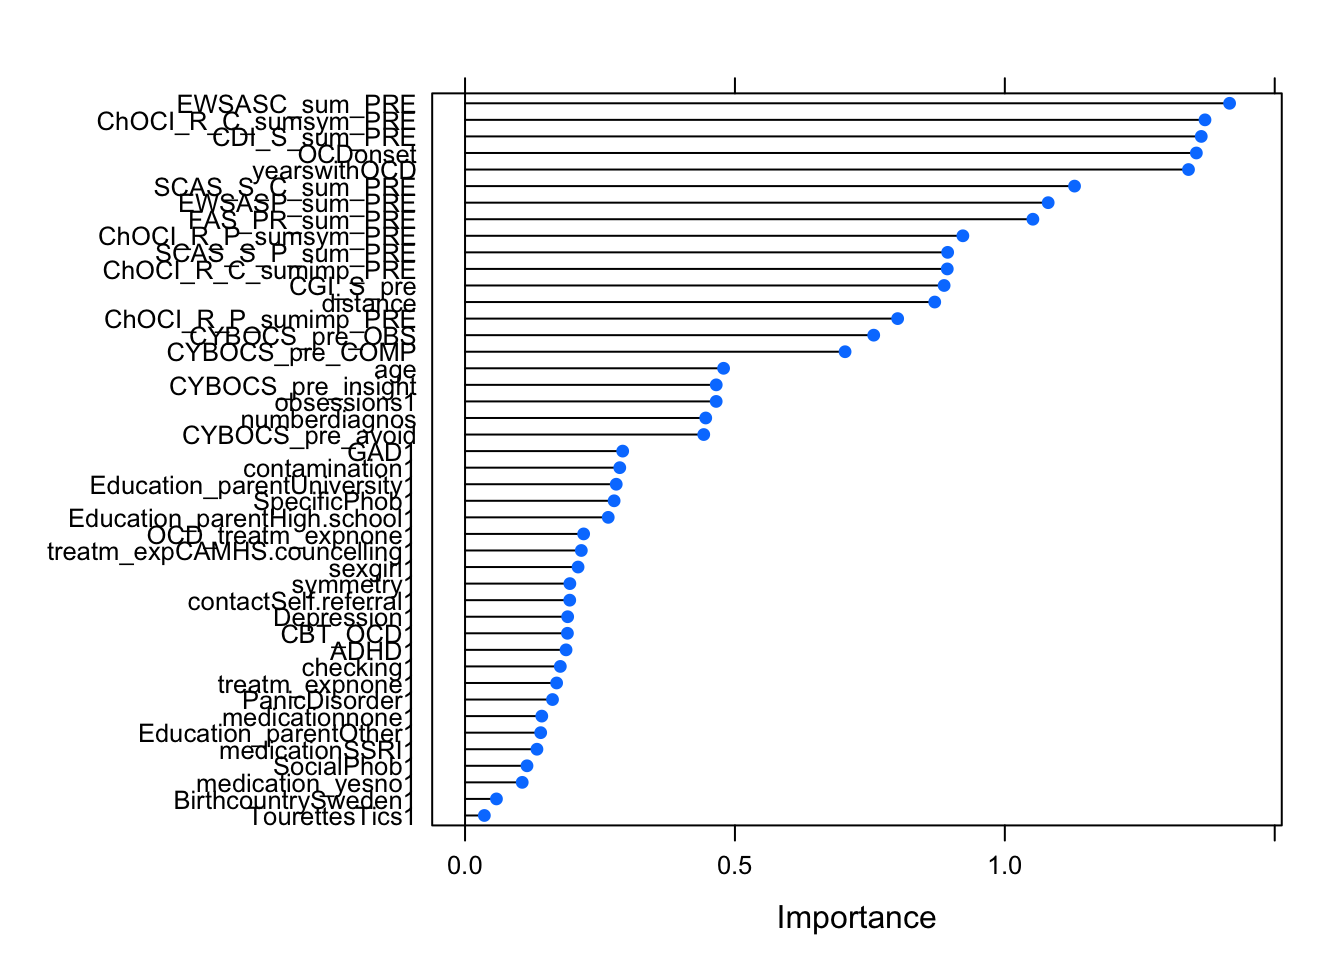 EWSASC_sum_PRE
ChOCI_R_C_sumsym_PRE
CDI_S_sum_PRE
OCDonset
yearswithOCD
SCAS_S_C_sum_PRE
EWSASP_sum_PRE
FAS_PR_sum_PRE
ChOCI_R_P_sumsym_PRE
SCAS_S_P_sum_PRE
ChOCI_R_C_sumimp_PRE
CGI_S_pre
distance
ChOCI_R_P_sumimp_PRE
CYBOCS_pre_OBS
CYBOCS_pre_COMP
age
CYBOCS_pre_insight
obsessions1
numberdiagnos
CYBOCS_pre_avoid
GAD1
contamination1
Education_parentUniversity1
SpecificPhob1
Education_parentHigh.school1
OCD_treatm_expnone1
treatm_expCAMHS.councelling1
sexgirl1
symmetry1
contactSelf.referral1
Depression1
CBT_OCD1
ADHD1
checking1
treatm_expnone1
PanicDisorder1
medicationnone1
Education_parentOther1
medicationSSRI1
SocialPhob1
medication_yesno1
BirthcountrySweden1
TourettesTics1
0.0 0.5 1.0
Importance